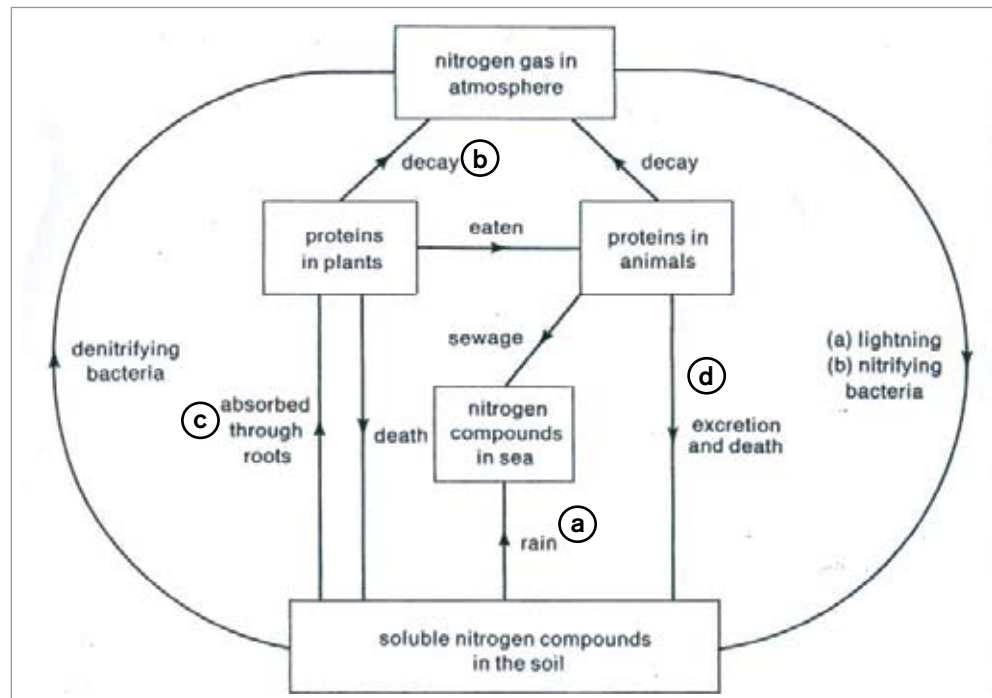 nitrogen gas in
atmosphere
decay
b
decay
proteins
in plants
eaten
proteins in
animals
sewage
denitrifying
bacteria
c
absorbed
through
roots
death
nitrogen
compounds
in sea
d
excretion
and death
(a) lightning
(b) nitrifying
bacteria
a
rain
soluble nitrogen compounds
in the soil